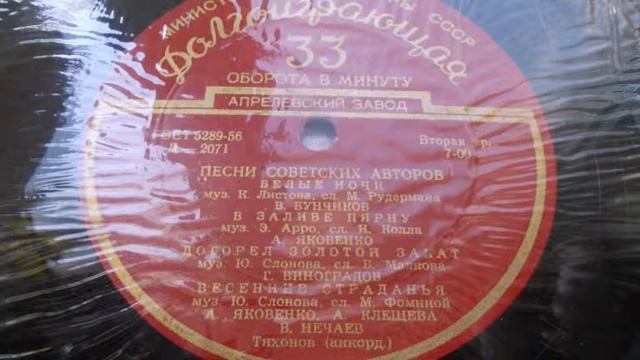 Долгоиграющая
33
ОБОРОТА В МИНУТУ
АПРЕЛЕВСКИЙ ЗАВОД
ГОСТ 5289-56
Д 2071
Вторая гр.
7-00
ПЕСНИ СОВЕТСКИХ АВТОРОВ
БЕЛЫЕ НОЧИ
муз. К. Листова, сл. М. Рудермана
В. БУНЧИКОВ
В ЗАЛИВЕ ПЯРНУ
муз. Э. Арро, сл. И. Колла
А. ЯКОВЕНКО
ДОГОРЕЛ ЗОЛОТОЙ ЗАКАТ
муз. Ю. Слонова, сл. В. Малкова
Г. ВИНОГРАДОВ
ВЕСЕННИЕ СТРАДАНЬЯ
муз. Ю. Слонова, сл. М. Фоминой
А. ЯКОВЕНКО, А. КЛЕЩЕВА
В. НЕЧАЕВ
Тихонов (аккорд.)